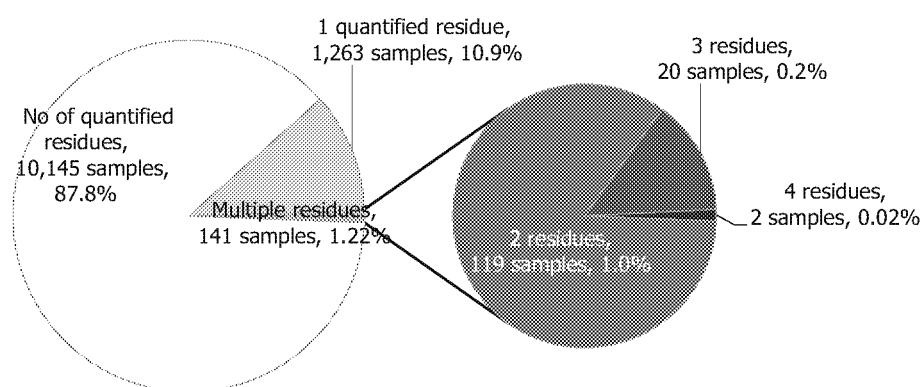 1 quantified residue,
1,263 samples, 10.9%
3 residues,
20 samples, 0.2%
No of quantified
residues,
10,145 samples,
87.8%
Multiple residues,
141 samples, 1.22%
2 residues,
119 samples, 1.0%
4 residues,
2 samples, 0.02%